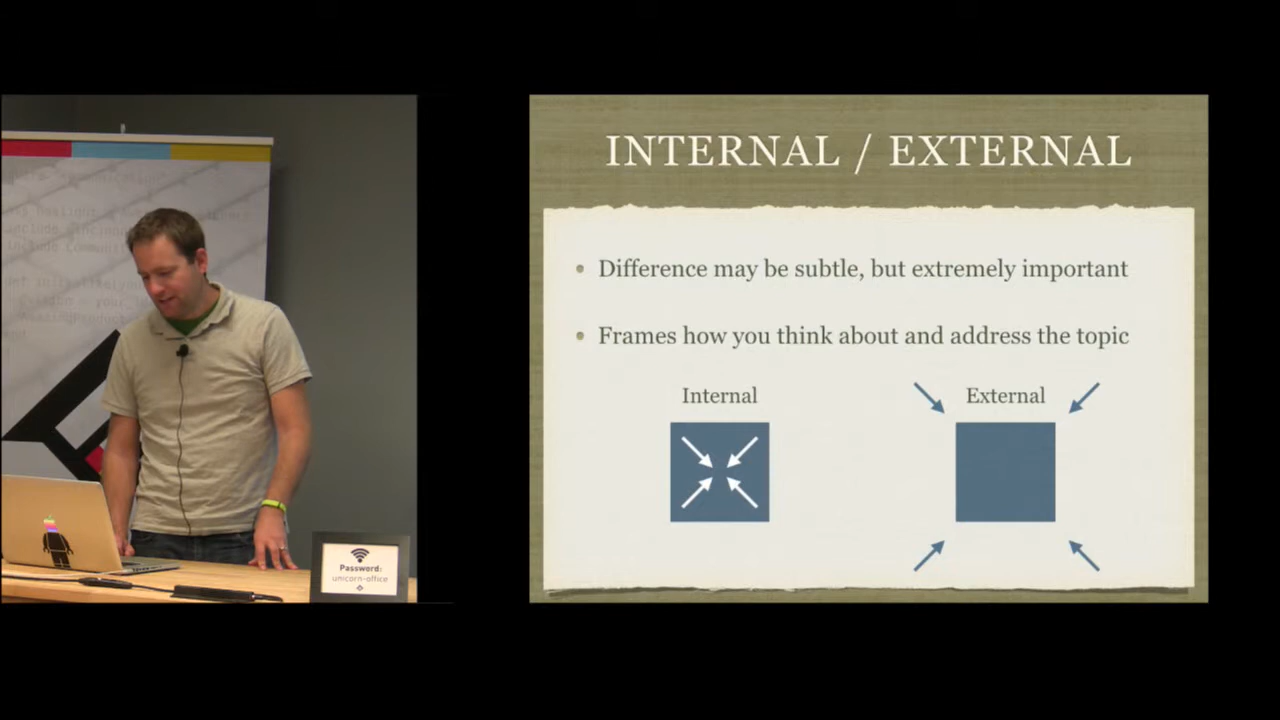 INTERNAL / EXTERNAL
Difference may be subtle, but extremely important
Frames how you think about and address the topic
Internal
External
Password:
unicorn-office